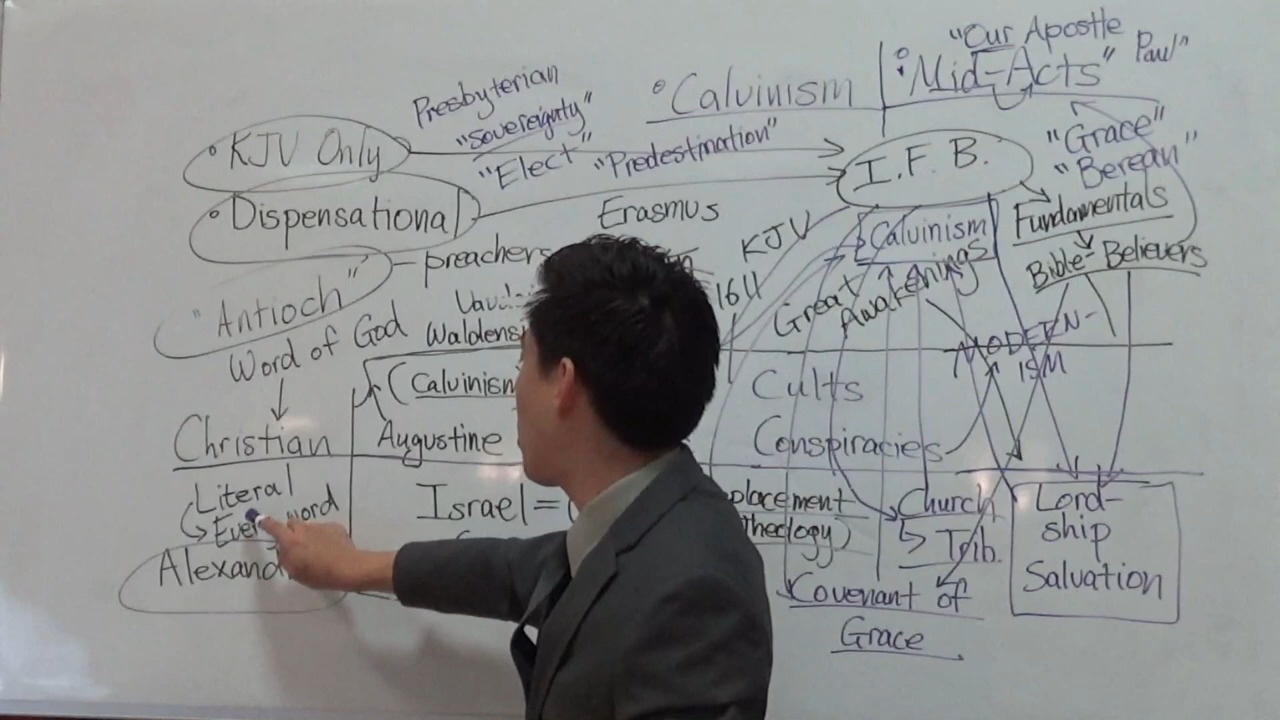 "Our Apostle
Paul"
• Calvinism
: Mid-Acts"
Presbyterian
"Sovereignty"
"Elect" "Predestination"
"Grace"
"Berean"
• KJV Only
I.F.B.
• Dispensational
Erasmus
Fundamentals
Bible-Believers
preachers
KJV
1611
Calvinism
Great
Awakenings
"Antioch"
Word of God
MODERN-
ISM
(Calvinism
Cults
Christian
Augustine
Conspiracies
Literal
Every word
Israel =
placement
Theology)
Church
Trib.
Lord-
ship
Salvation
Covenant of
Grace